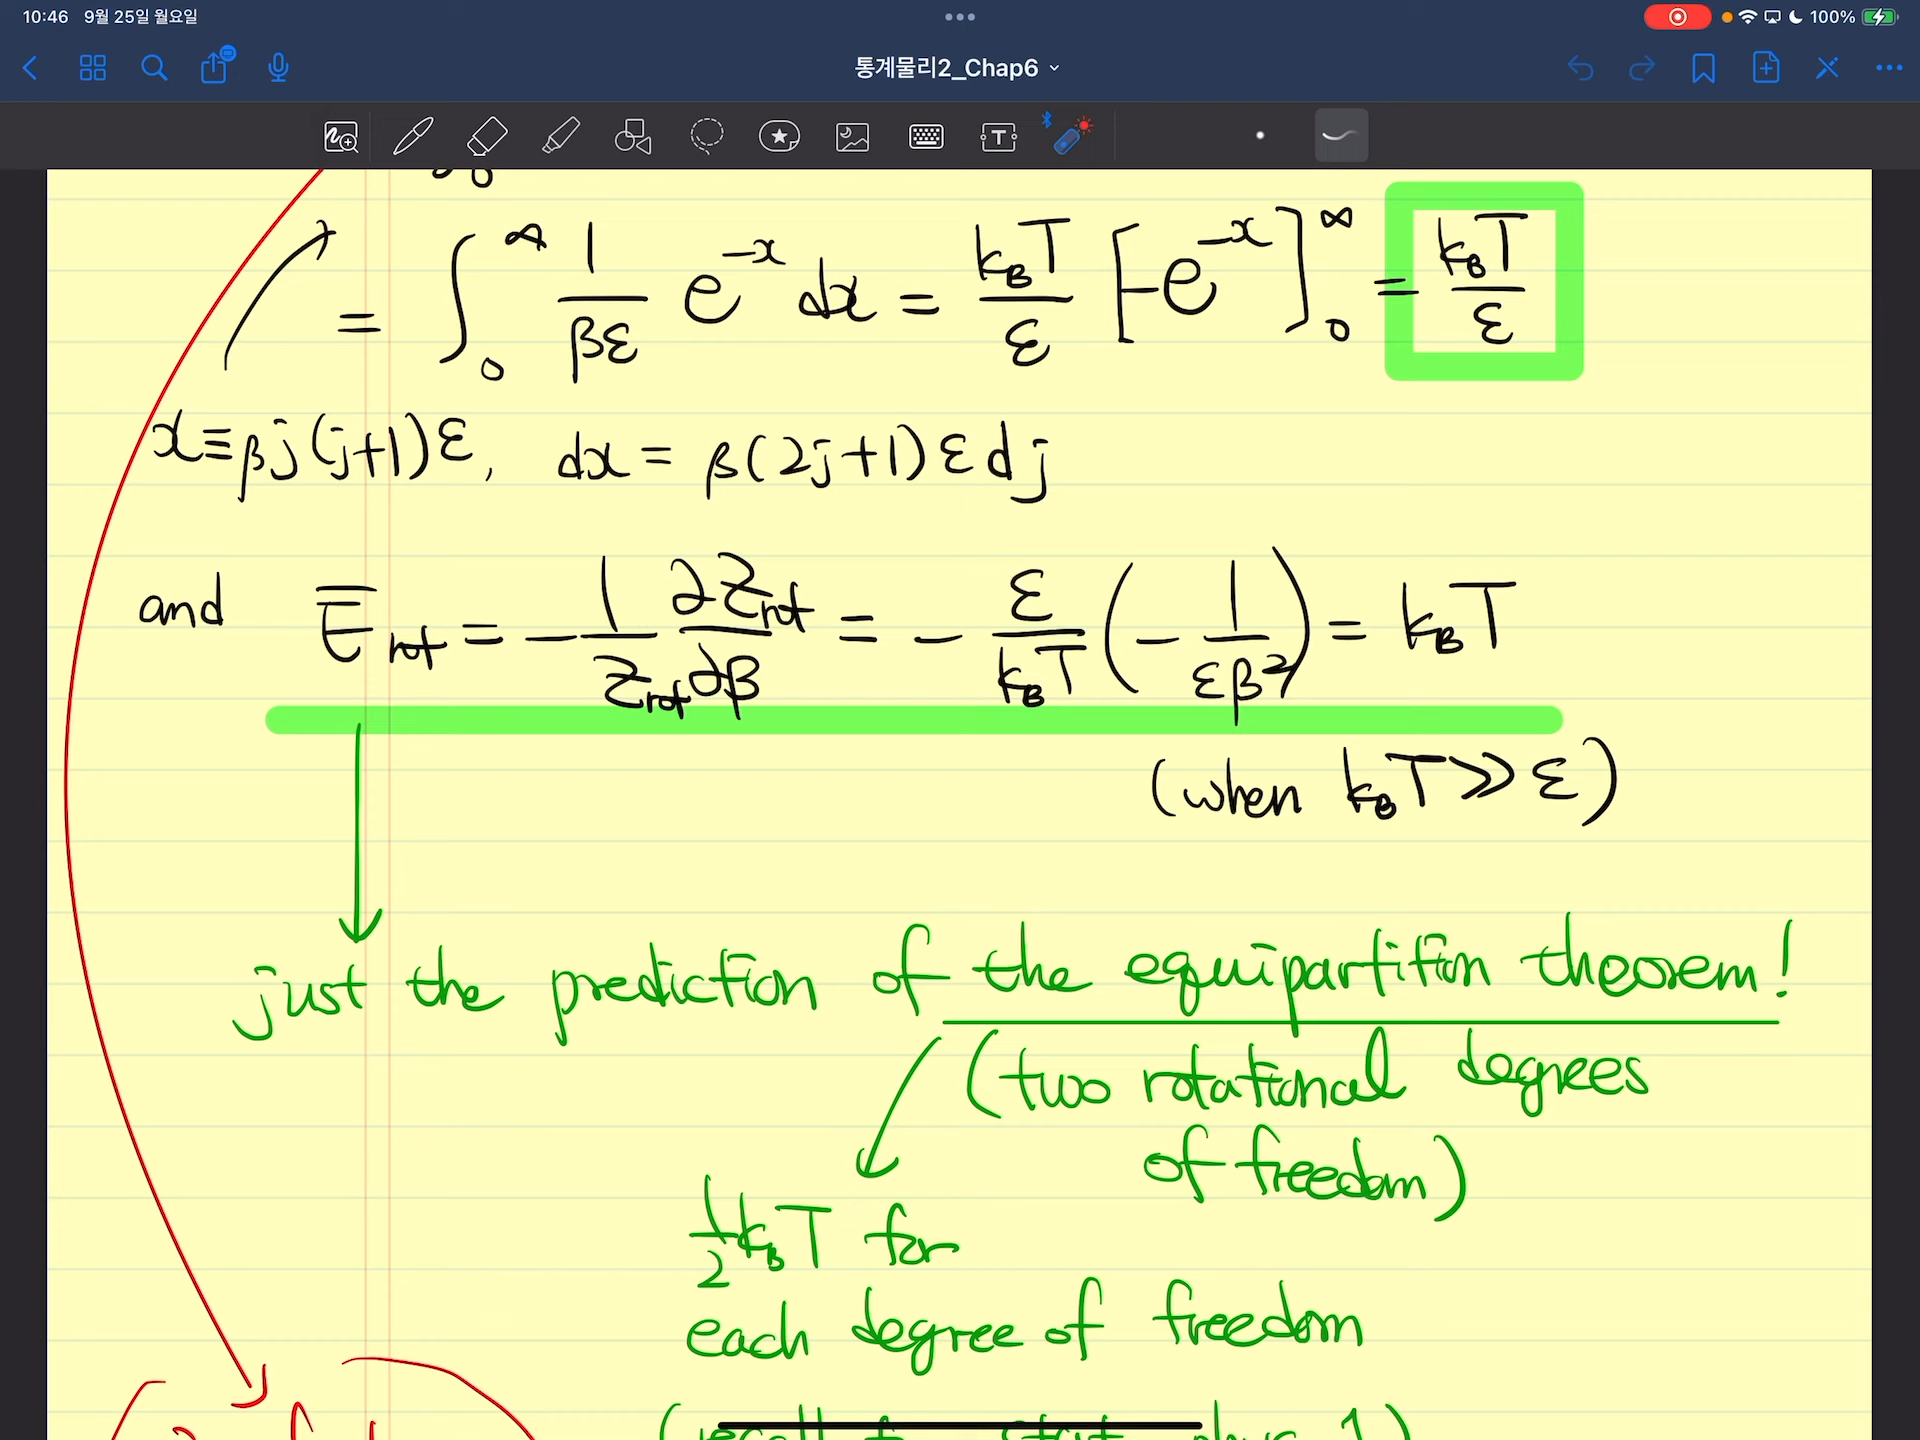 10:46 9월 25일 월요일
100%
통계물리2_Chap6
= ∫₀^∞ 1/βε e^{-x} dx = k_BT/ε [-e^{-x}]₀^∞ = k_BT/ε
x ≡ βj(j+1)ε, dx = β(2j+1)ε dj
and E̅_rot = - 1/Z_rot ∂Z_rot/∂β = - ε/k_BT (- 1/εβ²) = k_BT
(when k_BT ≫ ε)
just the prediction of the equipartition theorem!
(two rotational degrees
of freedom)
1/2 k_BT for
each degree of freedom